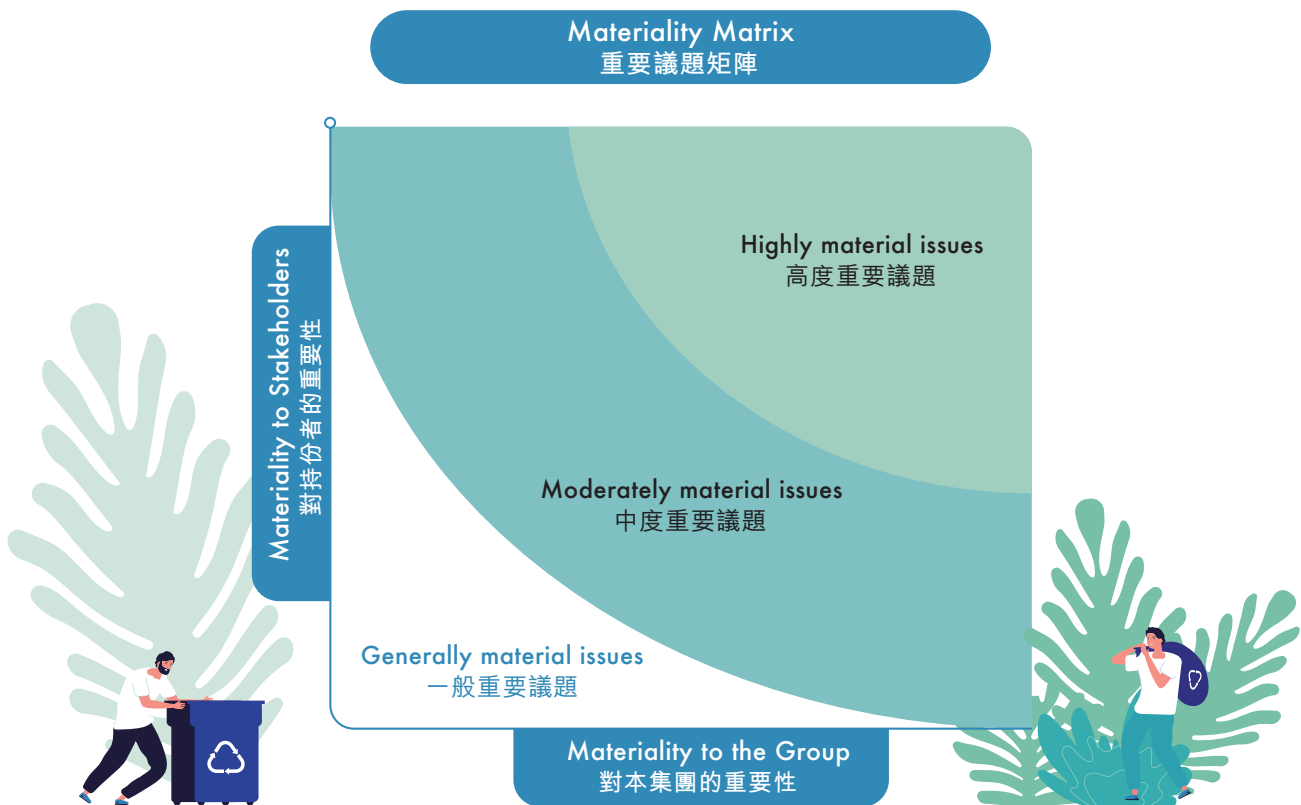 Materiality Matrix
重要議題矩陣
Highly material issues
高度重要議題
Materiality to Stakeholders
對持份者的重要性
Moderately material issues
中度重要議題
Generally material issues
一般重要議題
Materiality to the Group
對本集團的重要性